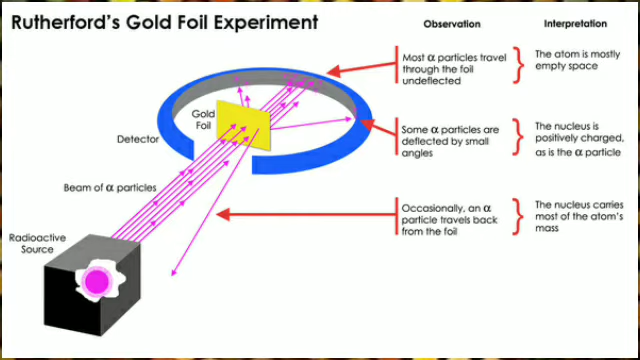 Rutherford's Gold Foil Experiment
Observation
Interpretation
Most α particles travel
through the foil
undeflected
The atom is mostly
empty space
Gold
Foil
Detector
Some α particles are
deflected by small
angles
The nucleus is
positively charged,
as is the α particle
Beam of α particles
Occasionally, an α
particle travels back
from the foil
The nucleus carries
most of the atom's
mass
Radioactive
Source